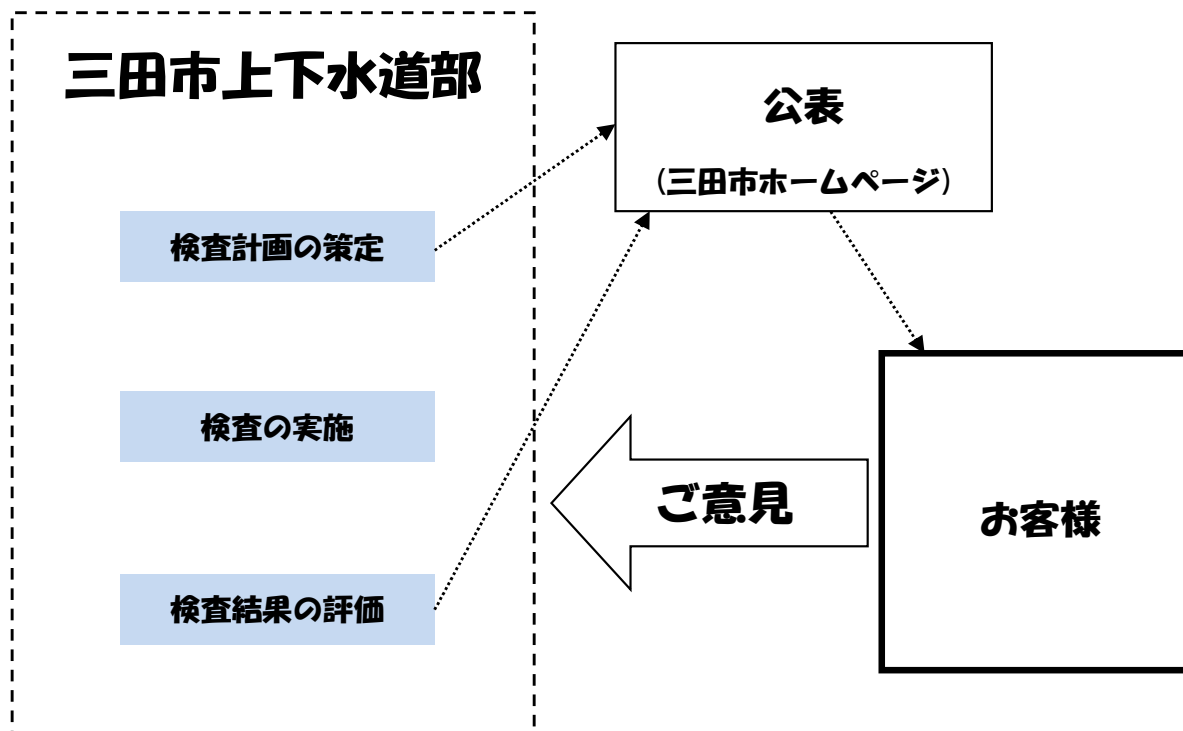 三田市上下水道部
公表
(三田市ホームページ)
検査計画の策定
検査の実施
ご意見
お客様
検査結果の評価